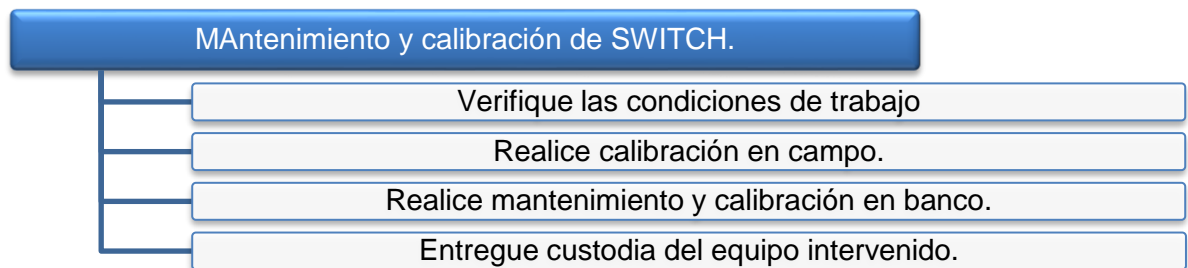 MAntenimiento y calibración de SWITCH.
Verifique las condiciones de trabajo
Realice calibración en campo.
Realice mantenimiento y calibración en banco.
Entregue custodia del equipo intervenido.